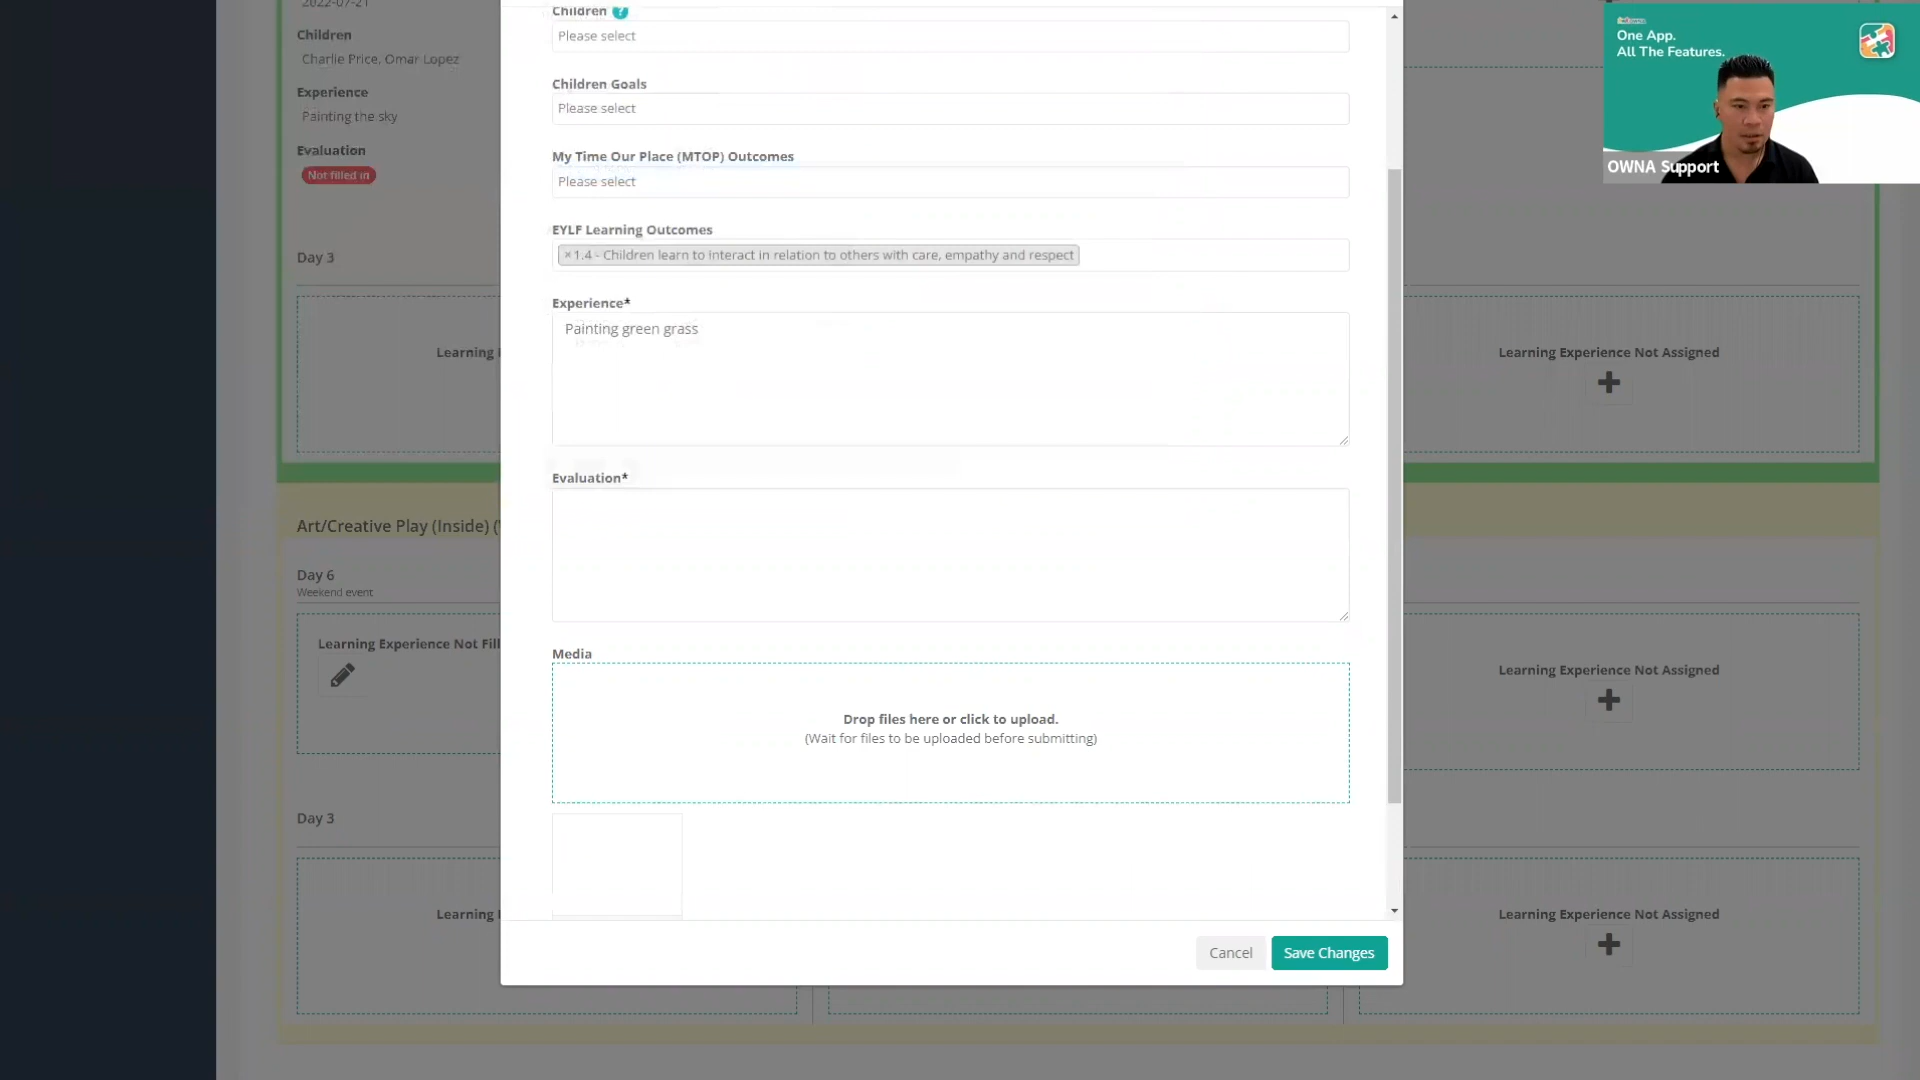 2022-07-21
Children
Charlie Price, Omar Lopez
Experience
Painting the sky
Evaluation
Not filled in
Day 3
Learning
Art/Creative Play (Inside)
Day 6
Weekend event
Learning Experience Not Fill
Day 3
Learning
Children ?
Please select
Children Goals
Please select
My Time Our Place (MTOP) Outcomes
Please select
EYLF Learning Outcomes
× 1.4 - Children learn to interact in relation to others with care, empathy and respect
Experience*
Painting green grass
Evaluation*
Media
Drop files here or click to upload.
(Wait for files to be uploaded before submitting)
Cancel
Save Changes
Learning Experience Not Assigned
Learning Experience Not Assigned
Learning Experience Not Assigned
One App.
All The Features.
OWNA Support